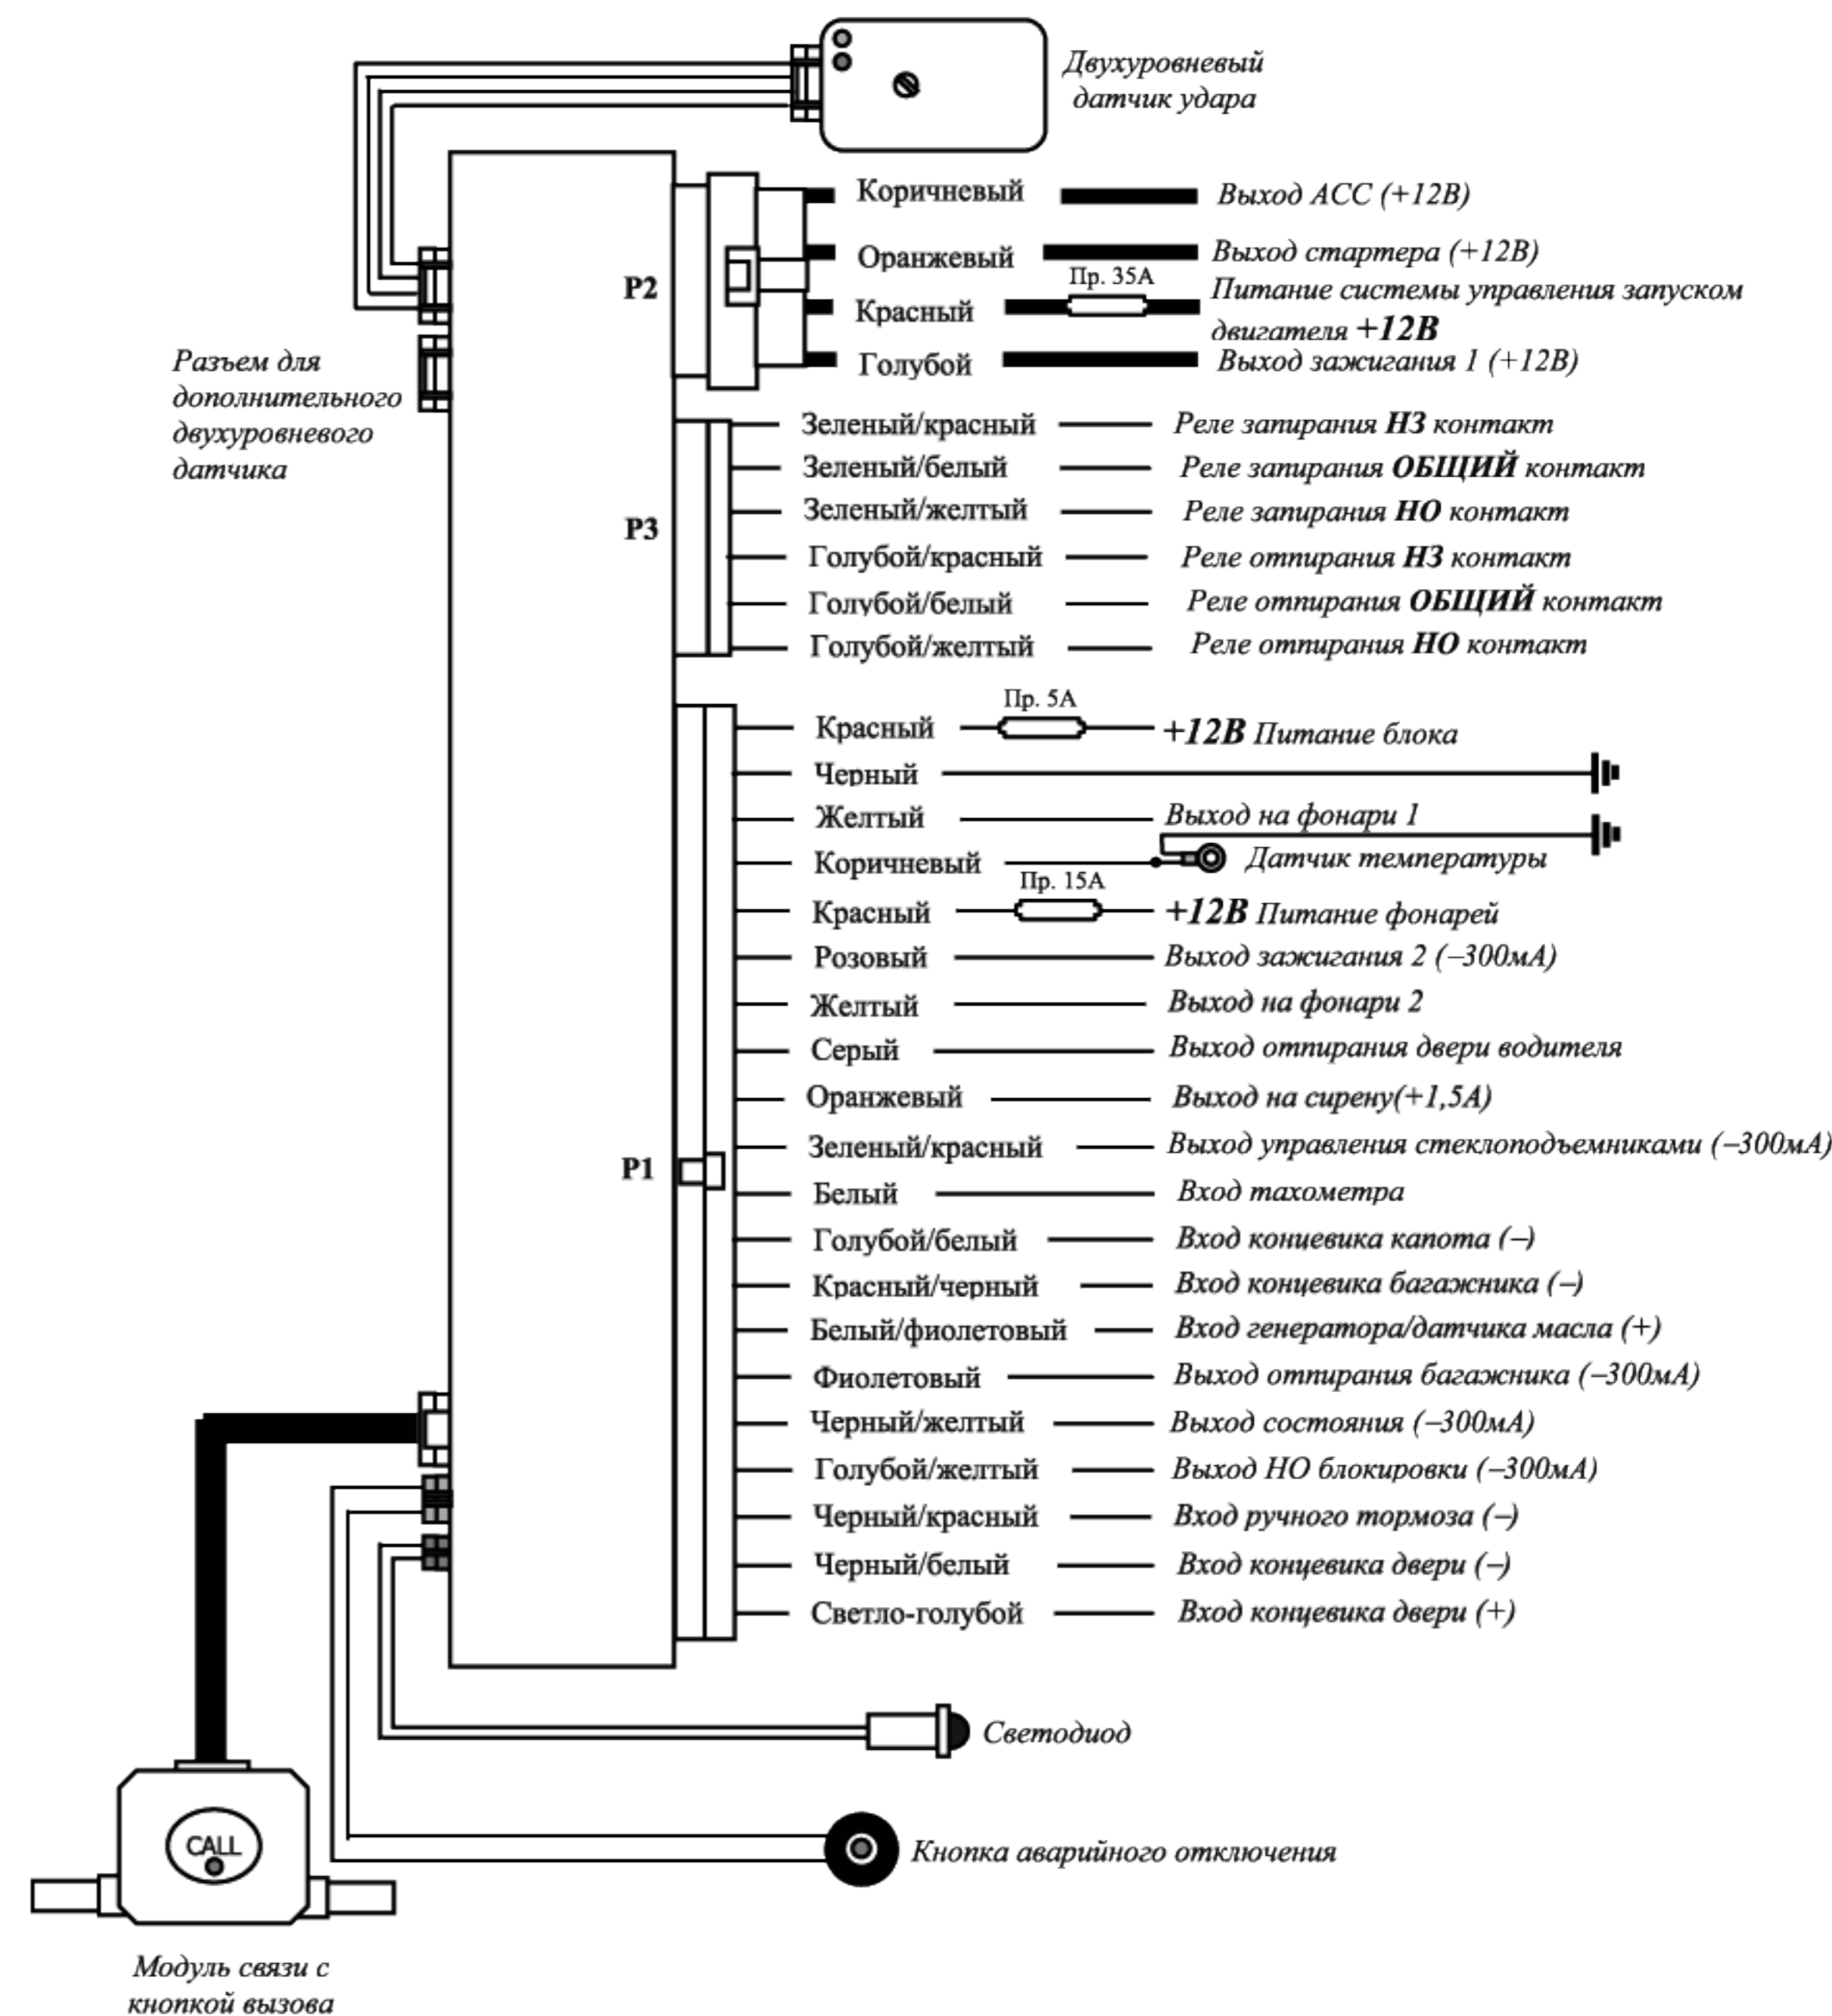 Двухуровневый
датчик удара
Коричневый Выход АСС (+12В)
Оранжевый Выход стартера (+12В)
Пр. 35А
Красный Питание системы управления запуском
двигателя +12В
Голубой Выход зажигания 1 (+12В)
P2
Разъем для
дополнительного
двухуровневого
датчика
Зеленый/красный Реле запирания НЗ контакт
Зеленый/белый Реле запирания ОБЩИЙ контакт
Зеленый/желтый Реле запирания НО контакт
P3
Голубой/красный Реле отпирания НЗ контакт
Голубой/белый Реле отпирания ОБЩИЙ контакт
Голубой/желтый Реле отпирания НО контакт
Пр. 5А
Красный +12В Питание блока
Черный
Желтый Выход на фонари 1
Коричневый Датчик температуры
Пр. 15А
Красный +12В Питание фонарей
Розовый Выход зажигания 2 (–300мА)
Желтый Выход на фонари 2
Серый Выход отпирания двери водителя
Оранжевый Выход на сирену(+1,5А)
Зеленый/красный Выход управления стеклоподъемниками (–300мА)
P1
Белый Вход тахометра
Голубой/белый Вход концевика капота (–)
Красный/черный Вход концевика багажника (–)
Белый/фиолетовый Вход генератора/датчика масла (+)
Фиолетовый Выход отпирания багажника (–300мА)
Черный/желтый Выход состояния (–300мА)
Голубой/желтый Выход НО блокировки (–300мА)
Черный/красный Вход ручного тормоза (–)
Черный/белый Вход концевика двери (–)
Светло-голубой Вход концевика двери (+)
Светодиод
CALL
Кнопка аварийного отключения
Модуль связи с
кнопкой вызова